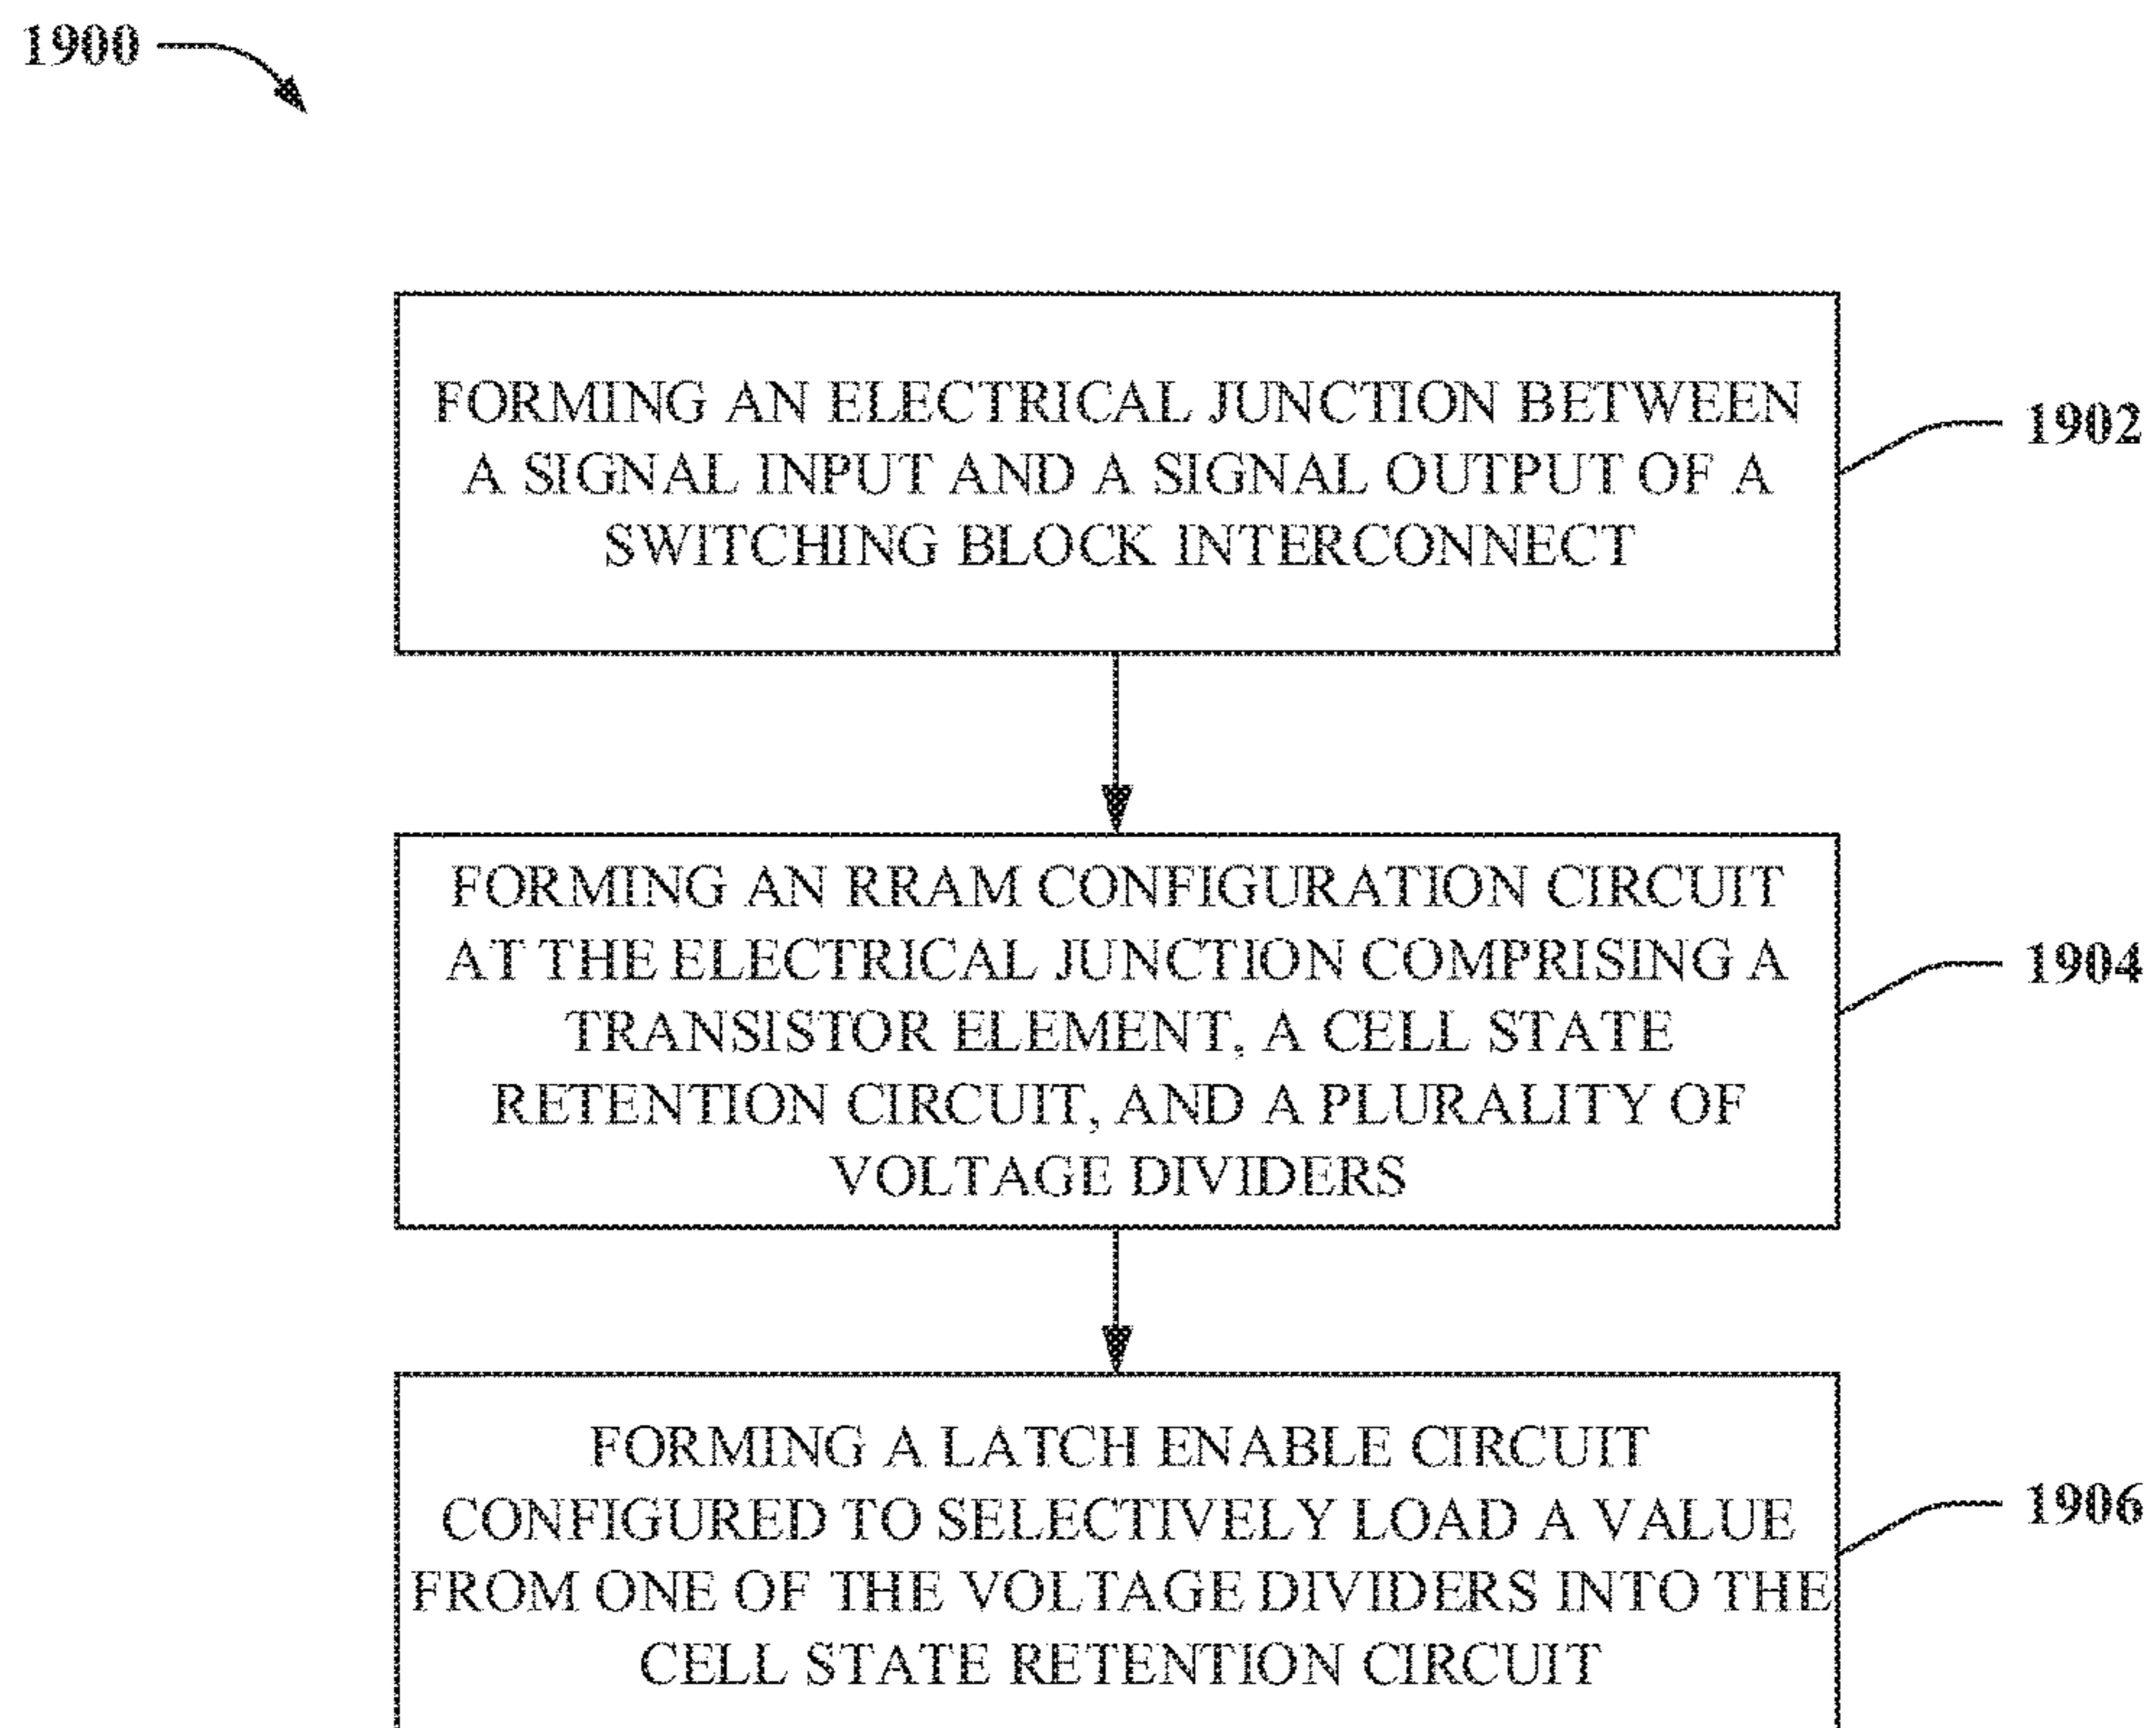 1900
FORMING AN ELECTRICAL JUNCTION BETWEEN
A SIGNAL INPUT AND A SIGNAL OUTPUT OF A
SWITCHING BLOCK INTERCONNECT
1902
FORMING AN RRAM CONFIGURATION CIRCUIT
AT THE ELECTRICAL JUNCTION COMPRISING A
TRANSISTOR ELEMENT, A CELL STATE
RETENTION CIRCUIT, AND A PLURALITY OF
VOLTAGE DIVIDERS
1904
FORMING A LATCH ENABLE CIRCUIT
CONFIGURED TO SELECTIVELY LOAD A VALUE
FROM ONE OF THE VOLTAGE DIVIDERS INTO THE
CELL STATE RETENTION CIRCUIT
1906